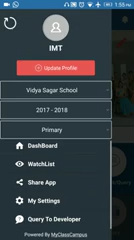 1:55 PM
IMT
Update Profile
Vidya Sagar School
2017 - 2018
Primary
DashBoard
WatchList
Share App
My Settings
Query To Developer
Powered By MyClassCampus